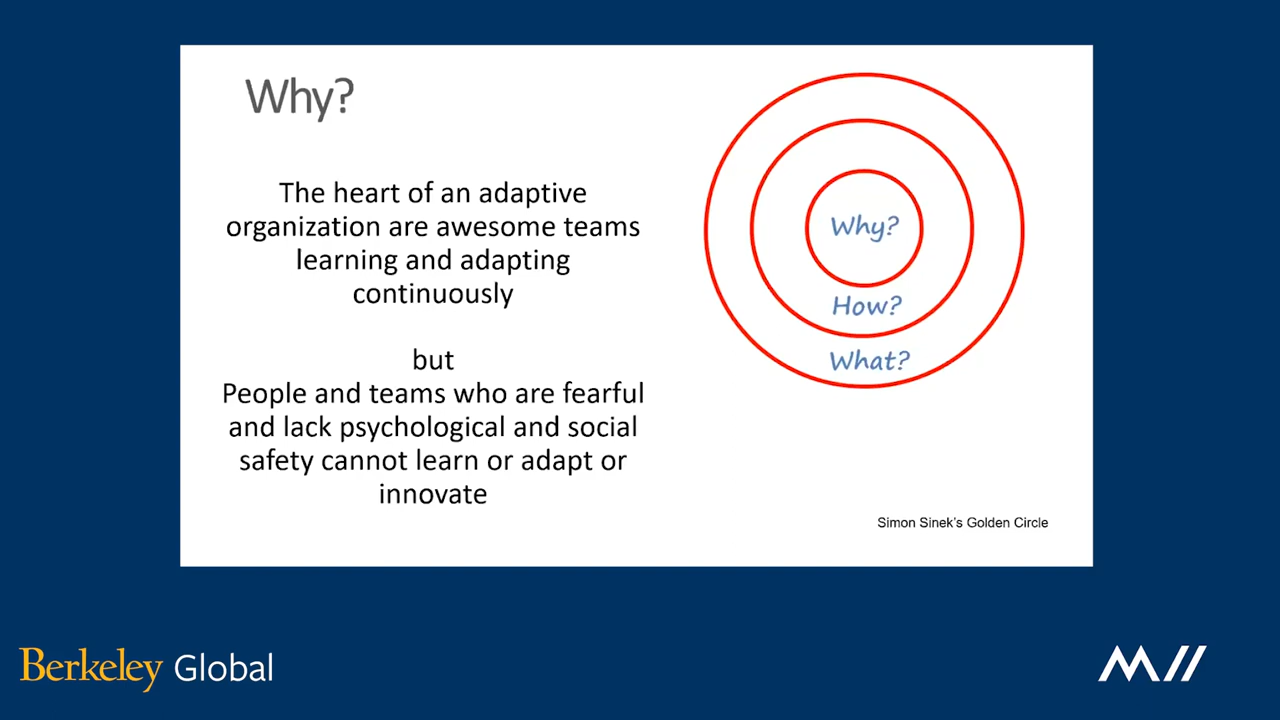 Why?
The heart of an adaptive
organization are awesome teams
learning and adapting
continuously
but
People and teams who are fearful
and lack psychological and social
safety cannot learn or adapt or
innovate
Why?
How?
What?
Simon Sinek's Golden Circle
Berkeley Global